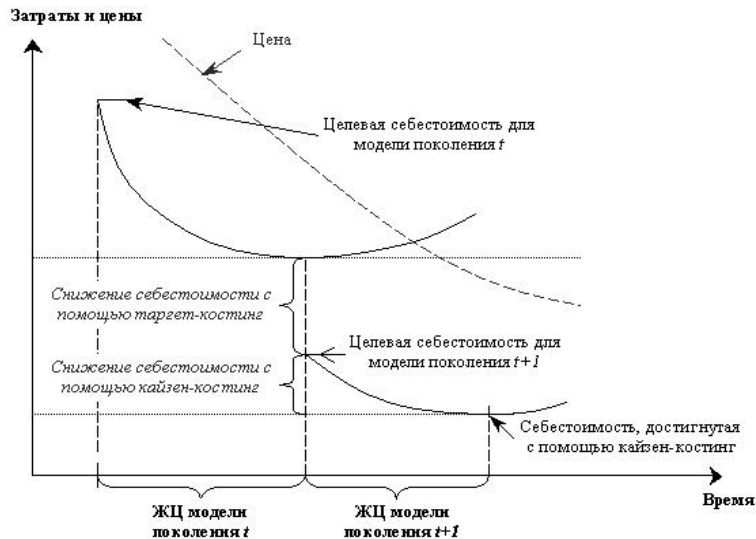 Затраты и цены
Цена
Целевая себестоимость для
модели поколения t
Снижение себестоимости с
помощью таргет-костинг
Целевая себестоимость для
модели поколения t+1
Снижение себестоимости с
помощью кайзен-костинг
Себестоимость, достигнутая
с помощью кайзен-костинг
Время
ЖЦ модели
поколения t
ЖЦ модели
поколения t+1